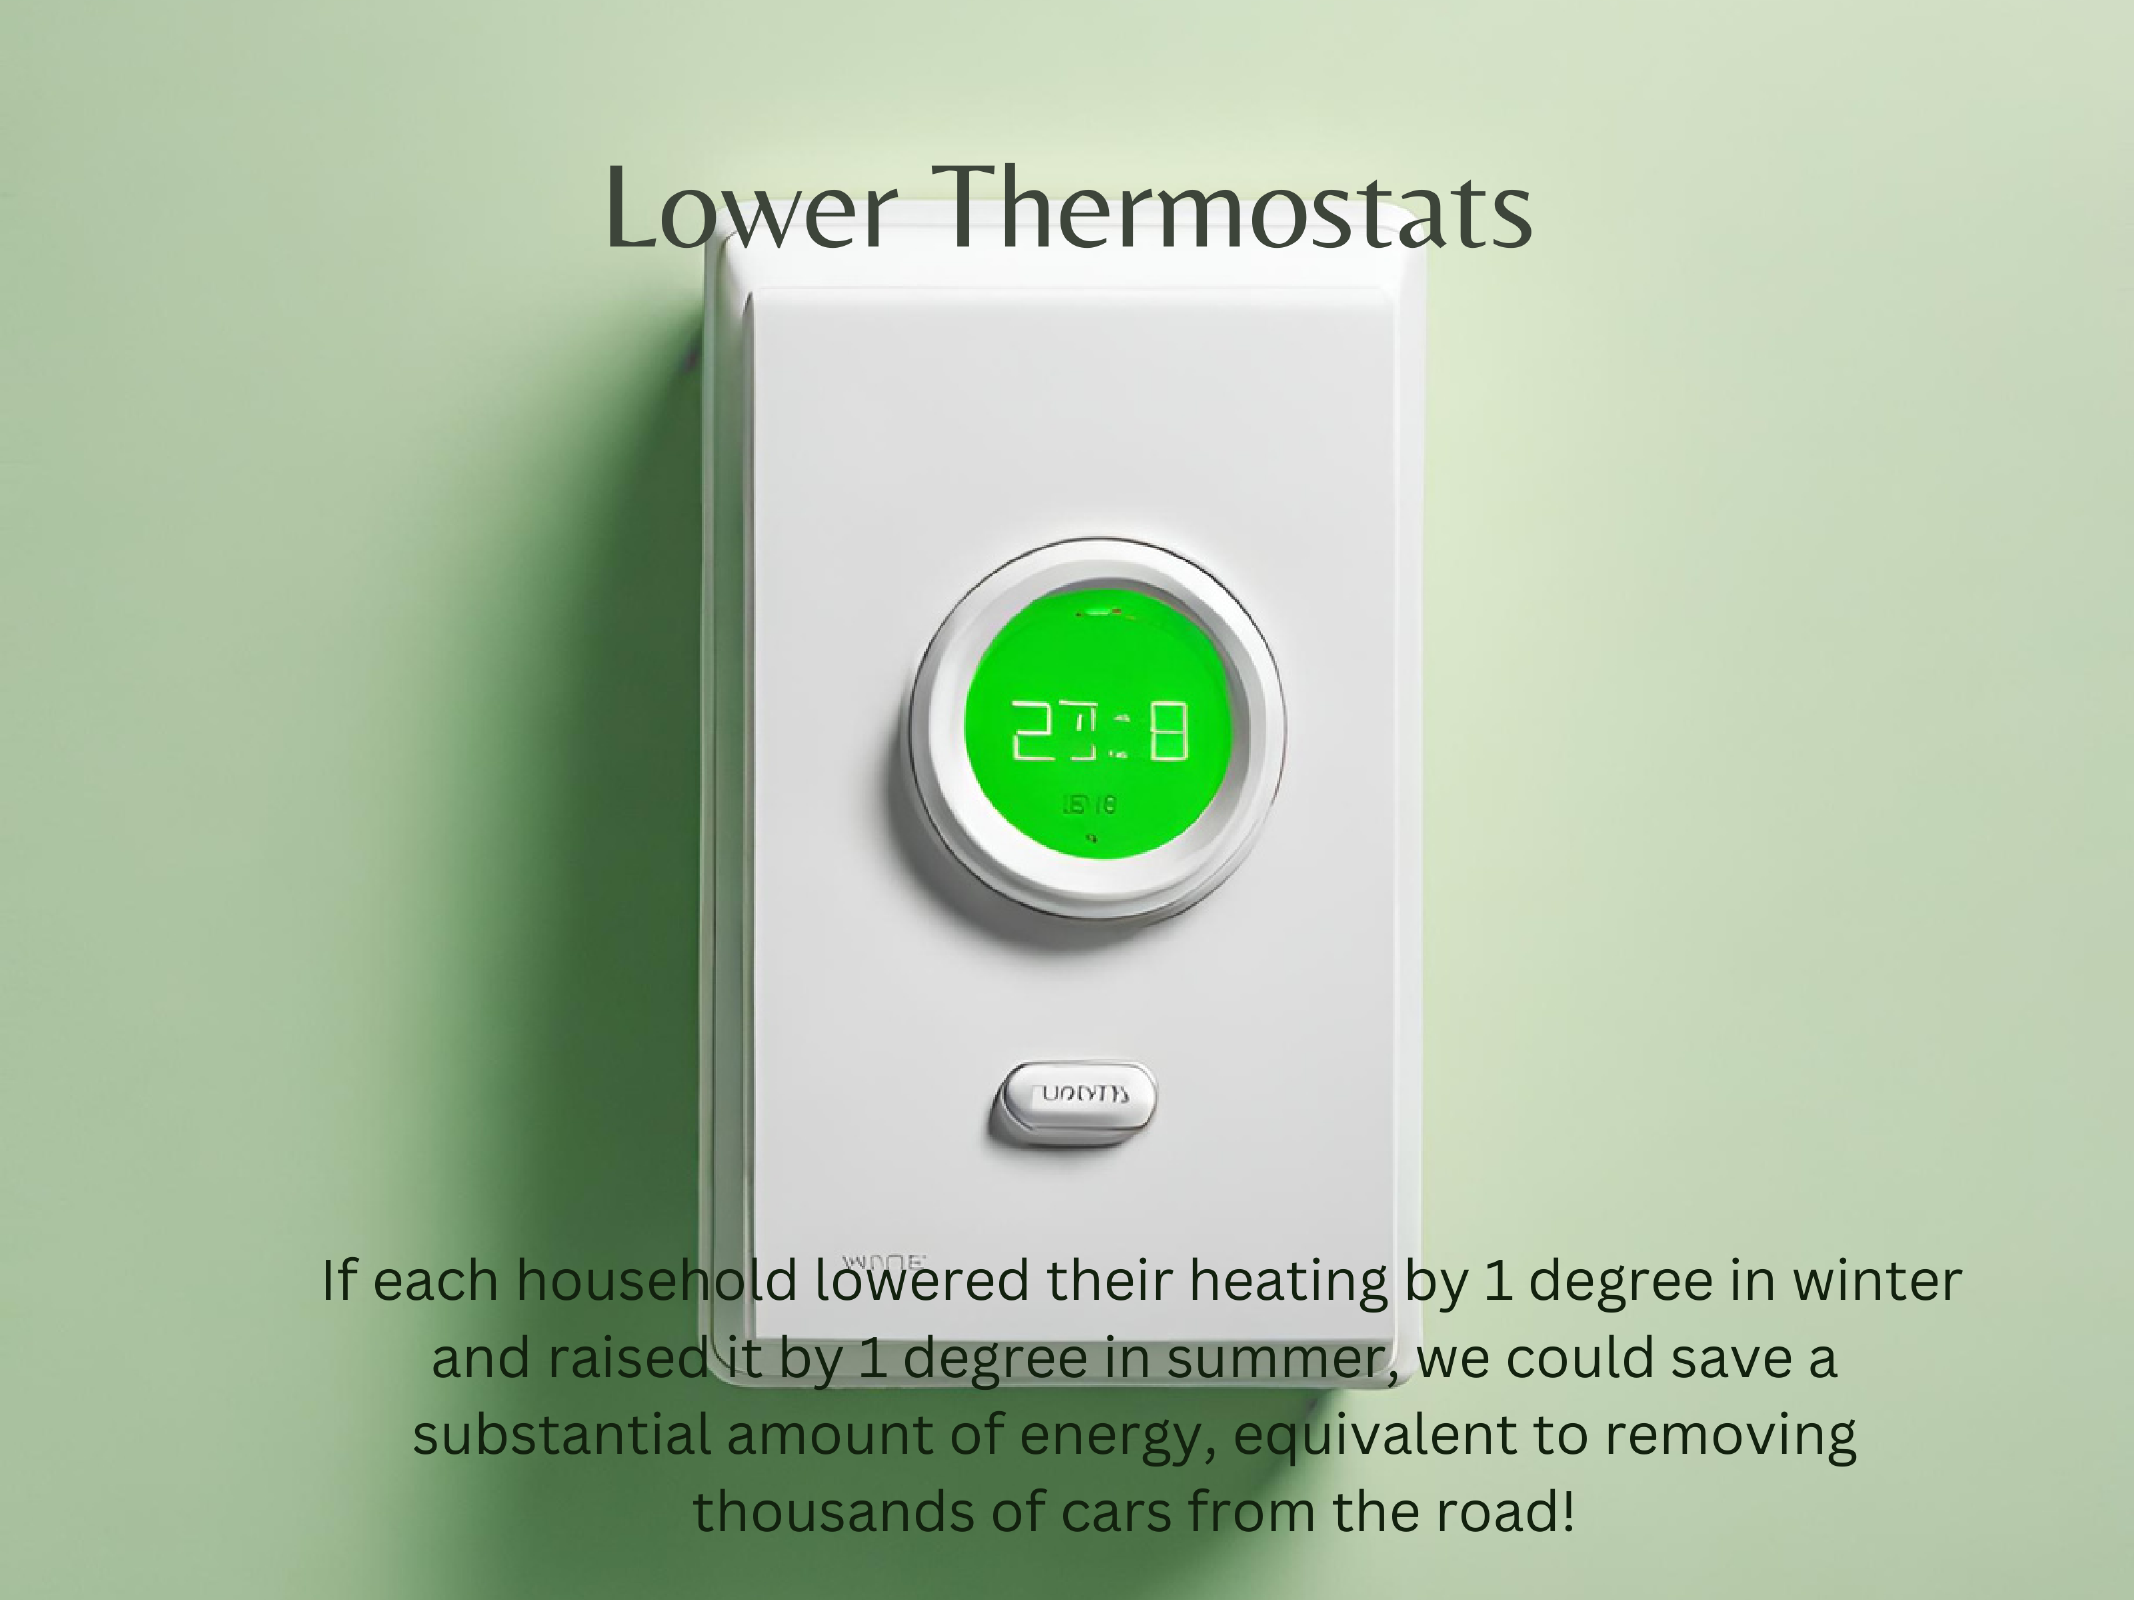 Lower Thermostats
If each household lowered their heating by 1 degree in winter
and raised it by 1 degree in summer, we could save a
substantial amount of energy, equivalent to removing
thousands of cars from the road!